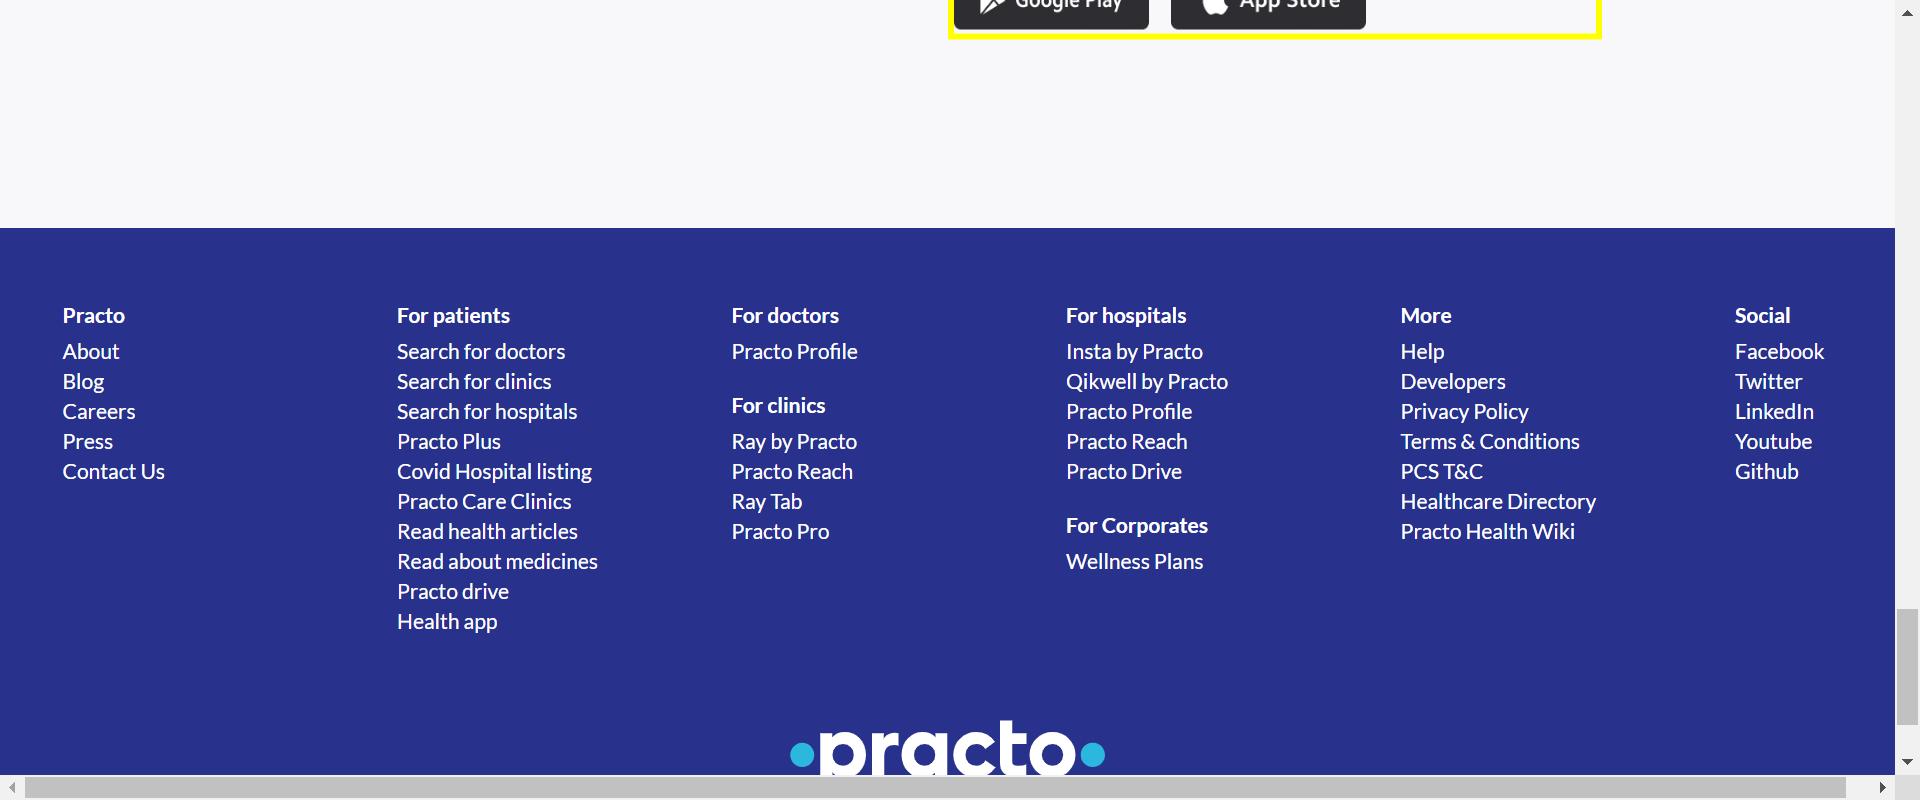 Google Play
App Store
Practo
About
Blog
Careers
Press
Contact Us
For patients
Search for doctors
Search for clinics
Search for hospitals
Practo Plus
Covid Hospital listing
Practo Care Clinics
Read health articles
Read about medicines
Practo drive
Health app
For doctors
Practo Profile
For clinics
Ray by Practo
Practo Reach
Ray Tab
Practo Pro
For hospitals
Insta by Practo
Qikwell by Practo
Practo Profile
Practo Reach
Practo Drive
For Corporates
Wellness Plans
More
Help
Developers
Privacy Policy
Terms & Conditions
PCS T&C
Healthcare Directory
Practo Health Wiki
Social
Facebook
Twitter
LinkedIn
Youtube
Github
practo